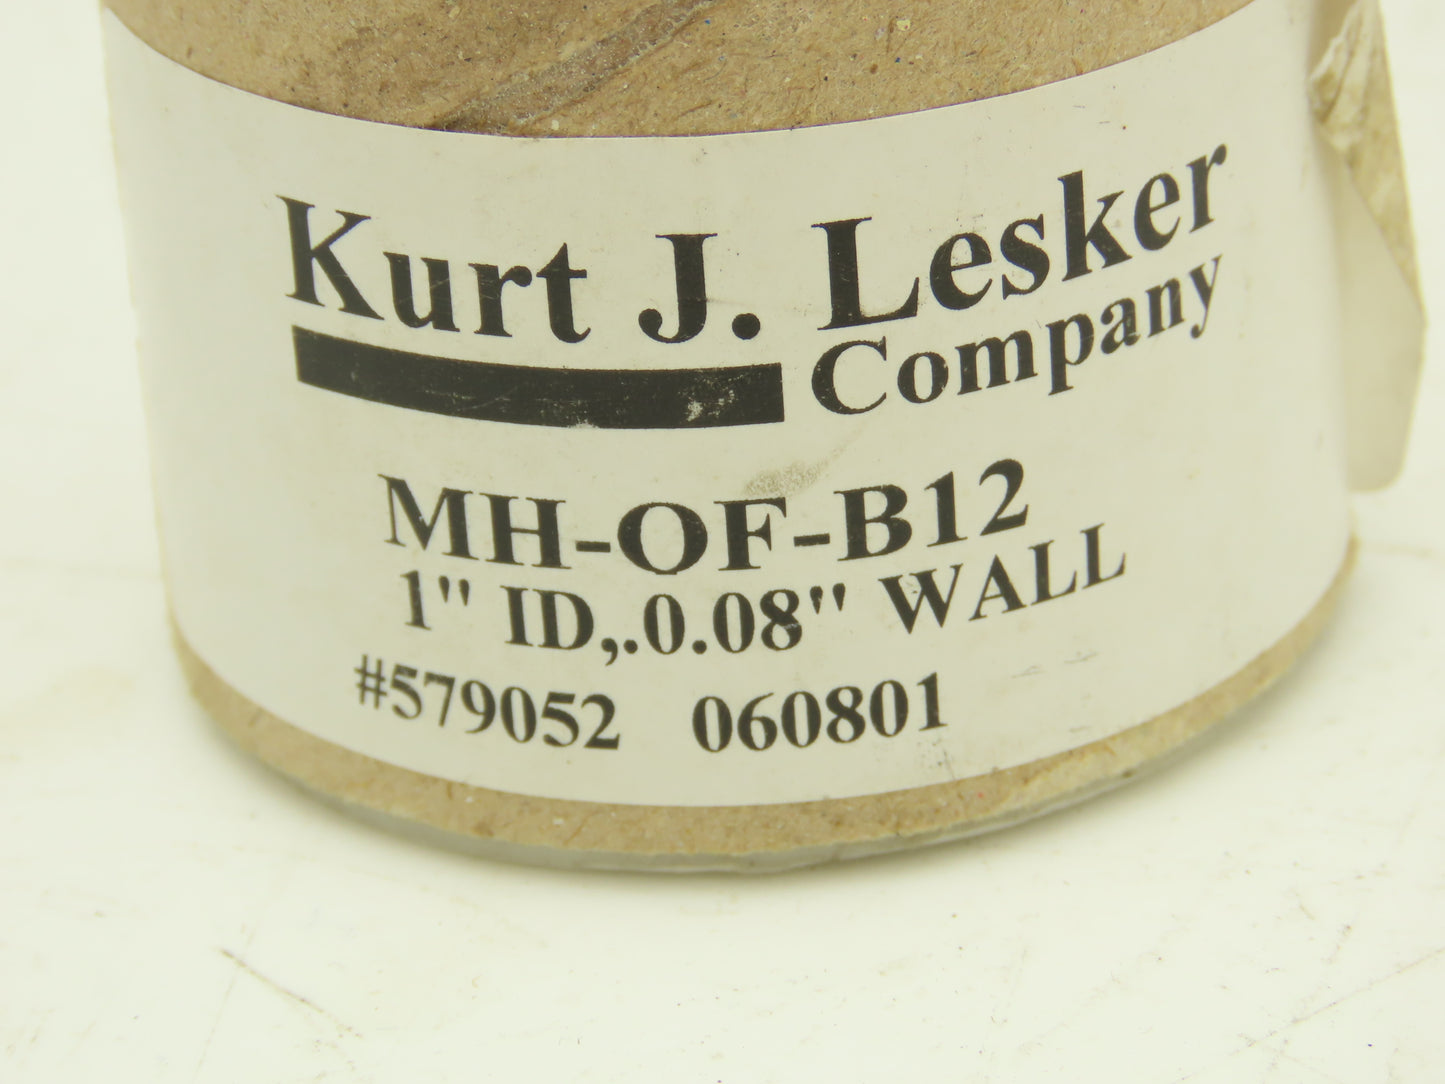 Kurt J. Lesker
Company
MH-OF-B12
1" ID,.0.08" WALL
#579052 060801